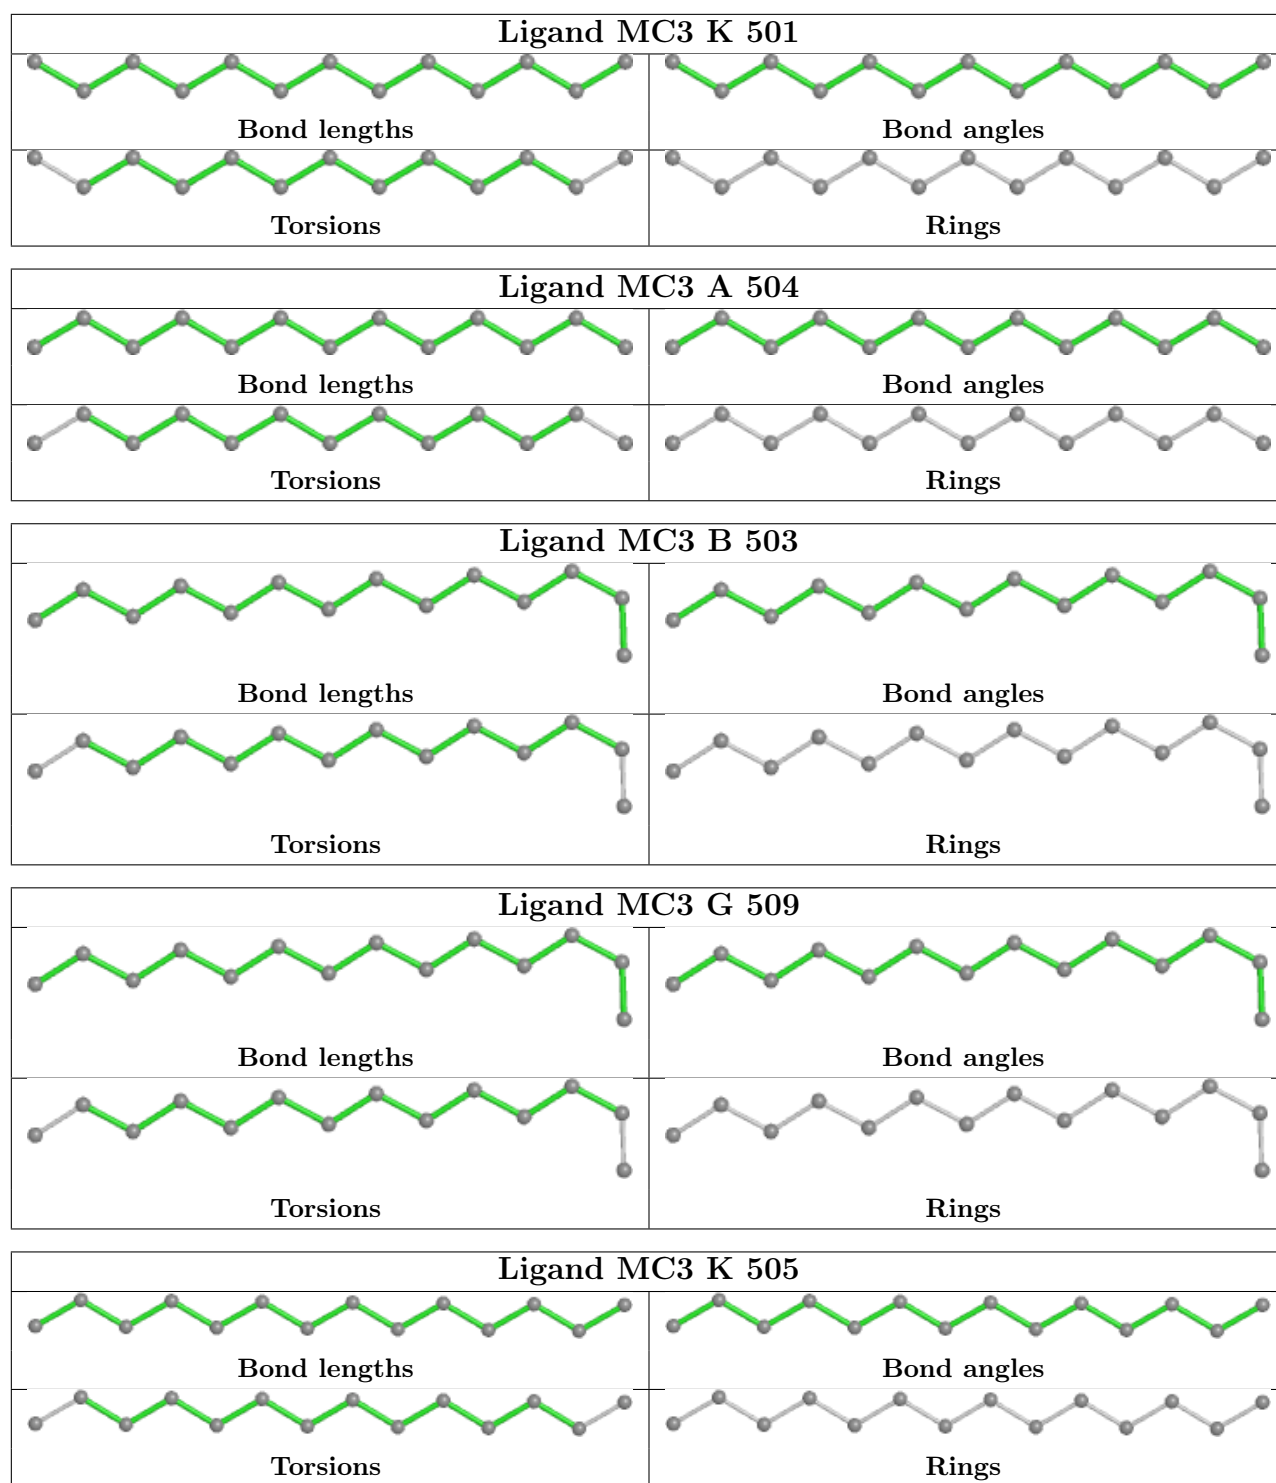 Ligand MC3 K 501
Bond lengths Bond angles
Torsions Rings
Ligand MC3 A 504
Bond lengths Bond angles
Torsions Rings
Ligand MC3 B 503
Bond lengths Bond angles
Torsions Rings
Ligand MC3 G 509
Bond lengths Bond angles
Torsions Rings
Ligand MC3 K 505
Bond lengths Bond angles
Torsions Rings